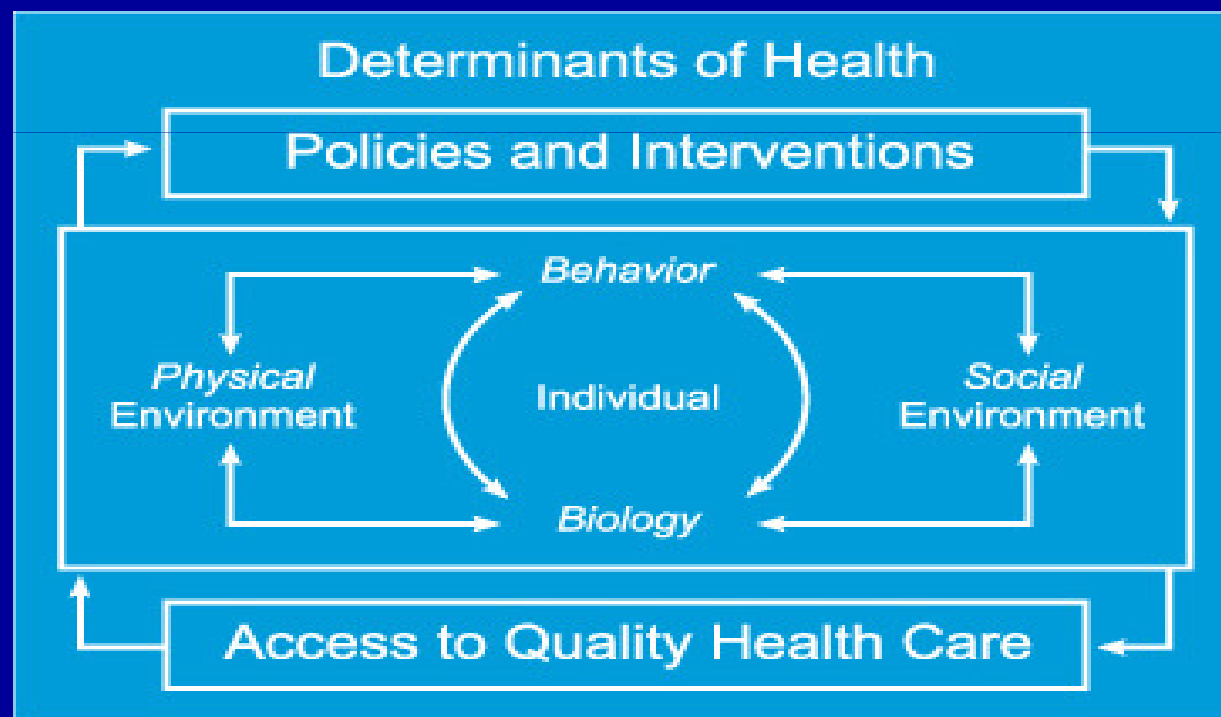 Determinants of Health
Policies and Interventions
Behavior
Physical
Environment
Individual
Social
Environment
Biology
Access to Quality Health Care